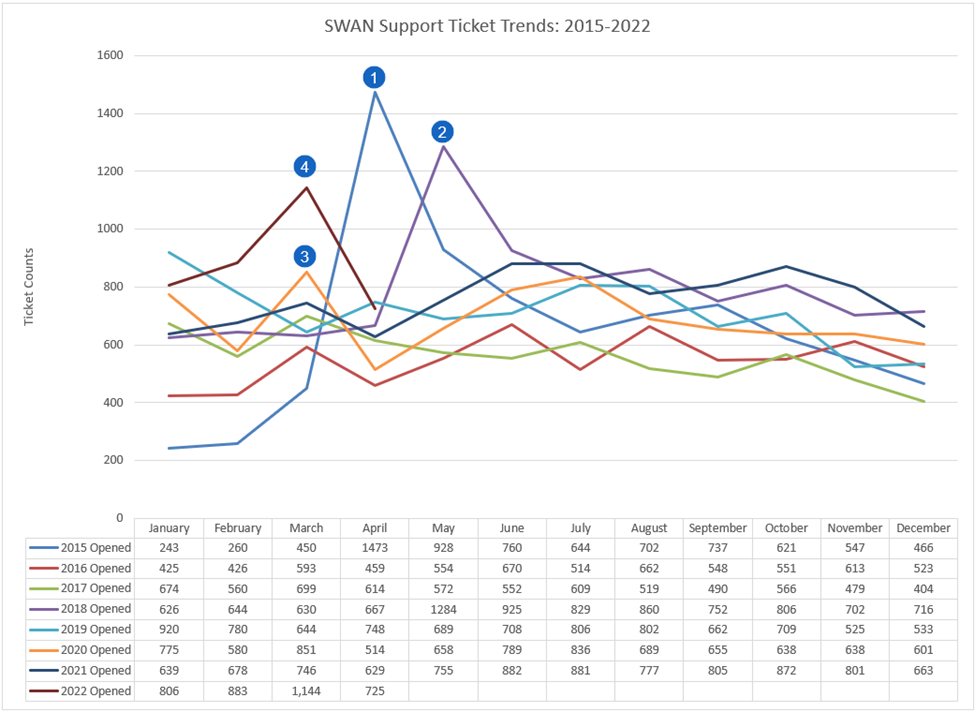 SWAN Support Ticket Trends: 2015-2022
1600
1
1400
2
1200
4
1000
3
800
Ticket Counts
600
400
200
0
January February March April May June July August September October November December
2015 Opened 243 260 450 1473 928 760 644 702 737 621 547 466
2016 Opened 425 426 593 459 554 670 514 662 548 551 613 523
2017 Opened 674 560 699 614 572 552 609 519 490 566 479 404
2018 Opened 626 644 630 667 1284 925 829 860 752 806 702 716
2019 Opened 920 780 644 748 689 708 806 802 662 709 525 533
2020 Opened 775 580 851 514 658 789 836 689 655 638 638 601
2021 Opened 639 678 746 629 755 882 881 777 805 872 801 663
2022 Opened 806 883 1,144 725